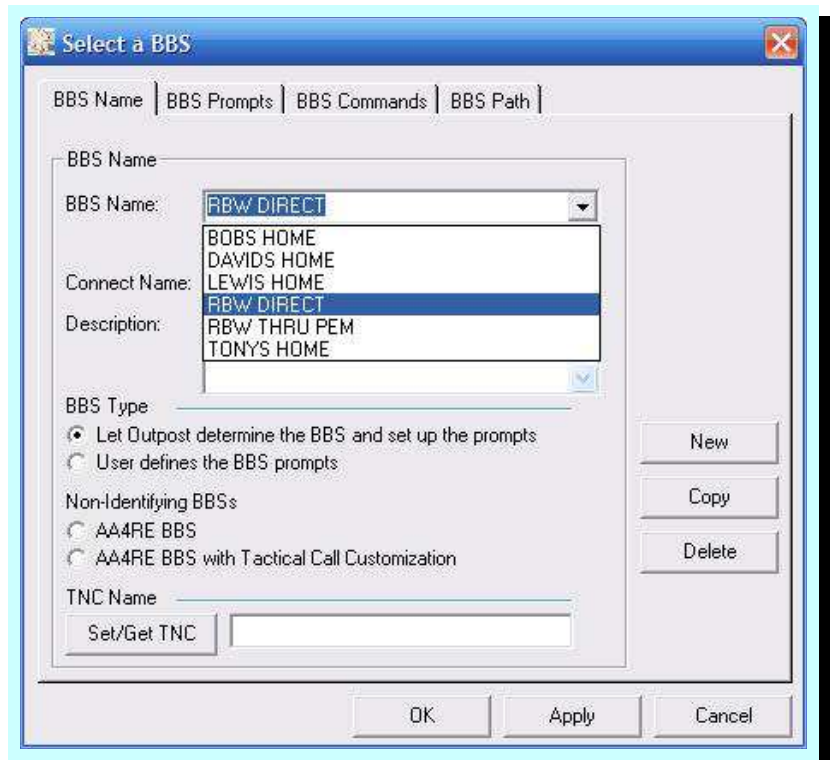 Select a BBS
BBS Name BBS Prompts BBS Commands BBS Path
BBS Name
BBS Name: RBW DIRECT
BOBS HOME
DAVIDS HOME
Connect Name: LEWIS HOME
RBW DIRECT
Description: RBW THRU PEM
TONYS HOME
BBS Type
Let Outpost determine the BBS and set up the prompts
User defines the BBS prompts
New
Non-Identifying BBSs
Copy
AA4RE BBS
AA4RE BBS with Tactical Call Customization
Delete
TNC Name
Set/Get TNC
OK Apply Cancel